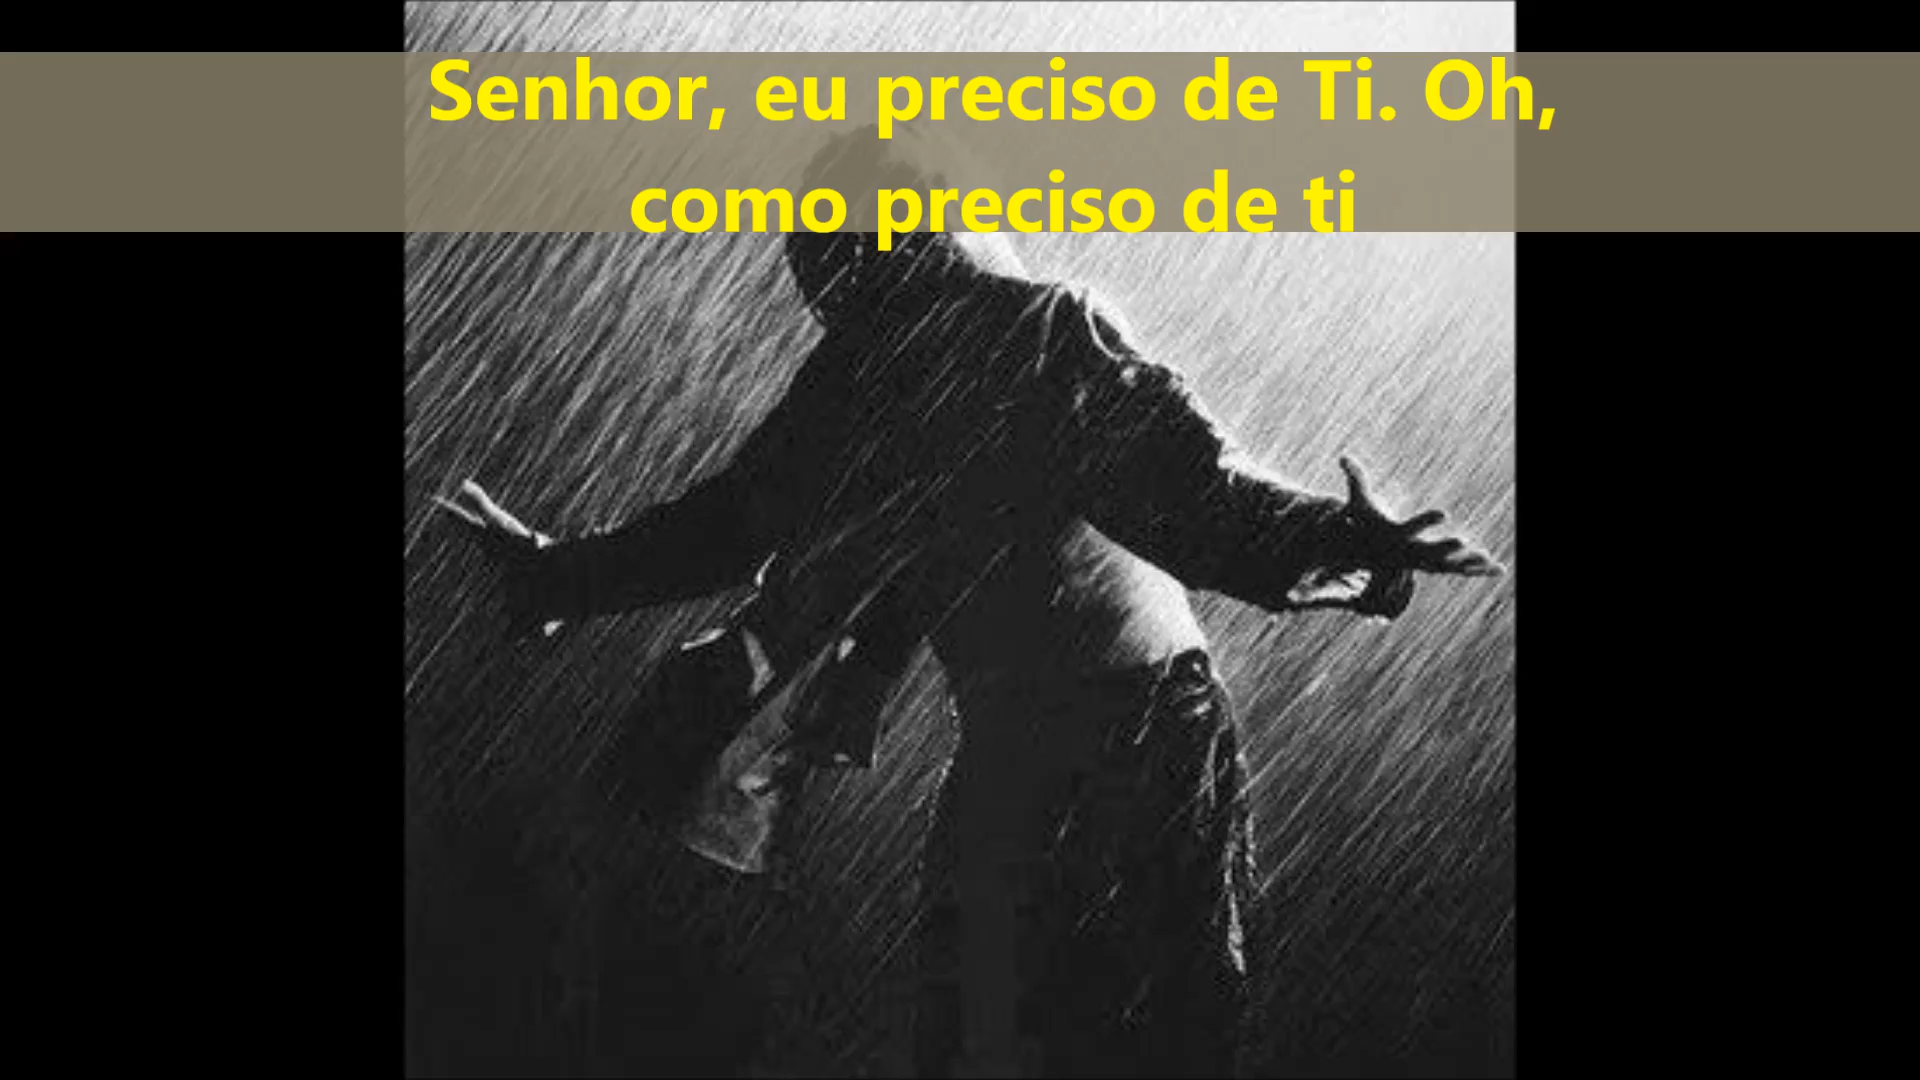 Senhor, eu preciso de Ti. Oh,
como preciso de ti